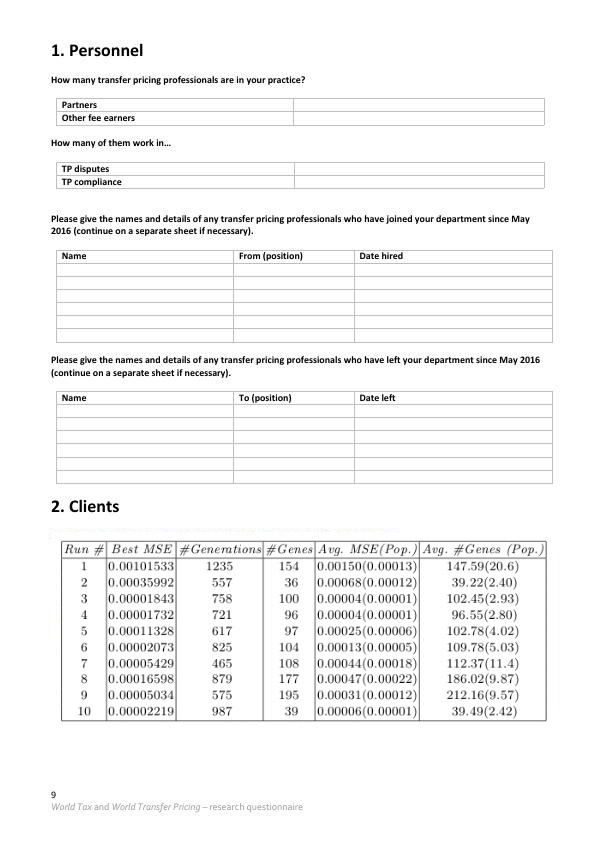 1. Personnel
How many transfer pricing professionals are in your practice?
Partners
Other fee earners
How many of them work in…
TP disputes
TP compliance
Please give the names and details of any transfer pricing professionals who have joined your department since May
2016 (continue on a separate sheet if necessary).
Name From (position) Date hired
Please give the names and details of any transfer pricing professionals who have left your department since May 2016
(continue on a separate sheet if necessary).
Name To (position) Date left
2. Clients
Run # Best MSE #Generations #Genes Avg. MSE(Pop.) Avg. #Genes (Pop.)
1 0.00101533 1235 154 0.00150(0.00013) 147.59(20.6)
2 0.00035992 557 36 0.00068(0.00012) 39.22(2.40)
3 0.00001843 758 100 0.00004(0.00001) 102.45(2.93)
4 0.00001732 721 96 0.00004(0.00001) 96.55(2.80)
5 0.00011328 617 97 0.00025(0.00006) 102.78(4.02)
6 0.00002073 825 104 0.00013(0.00005) 109.78(5.03)
7 0.00005429 465 108 0.00044(0.00018) 112.37(11.4)
8 0.00016598 879 177 0.00047(0.00022) 186.02(9.87)
9 0.00005034 575 195 0.00031(0.00012) 212.16(9.57)
10 0.00002219 987 39 0.00006(0.00001) 39.49(2.42)
9
World Tax and World Transfer Pricing – research questionnaire